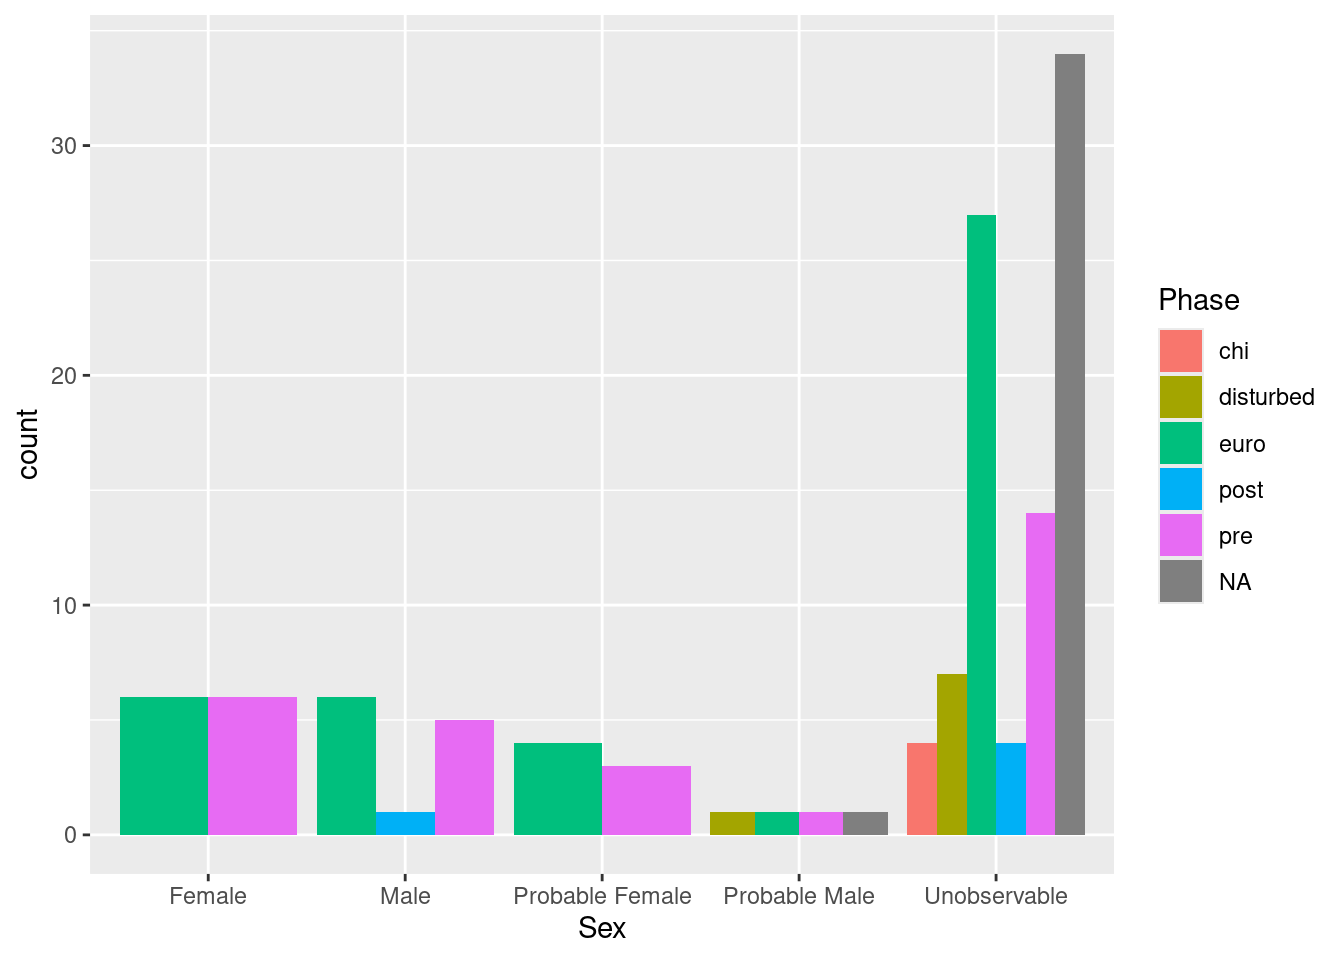 30
20
10
0
count
Female
Male
Probable Female
Probable Male
Unobservable
Sex
Phase
chi
disturbed
euro
post
pre
NA